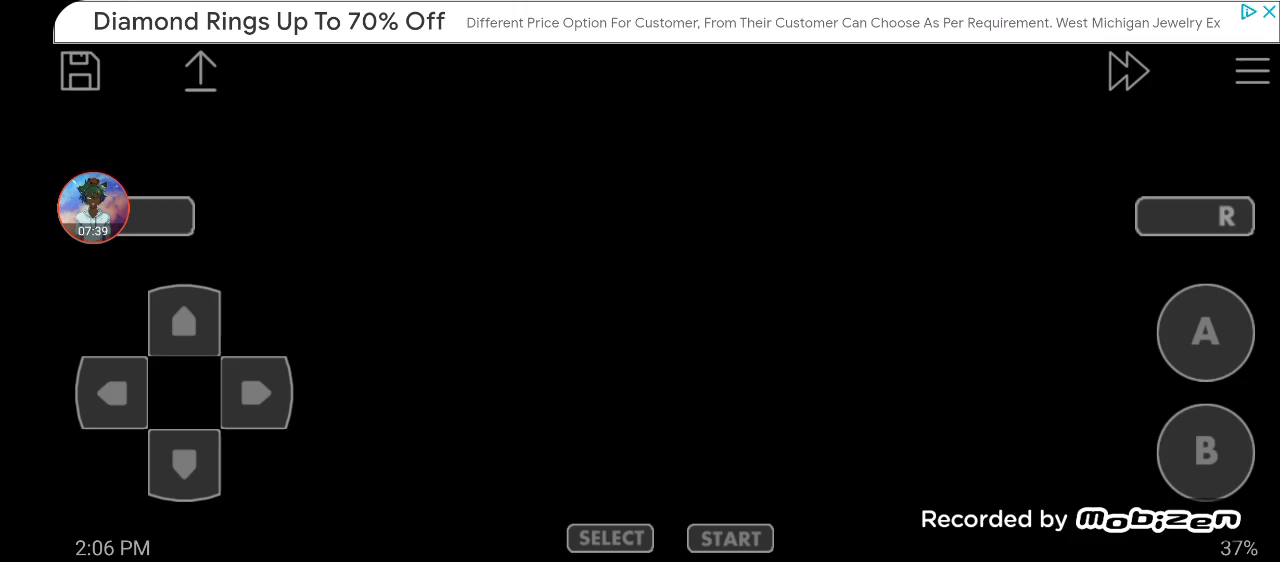 Diamond Rings Up To 70% Off
Different Price Option For Customer, From Their Customer Can Choose As Per Requirement. West Michigan Jewelry Ex
07:39
R
A
B
Recorded by mobizen
SELECT
START
2:06 PM
37%